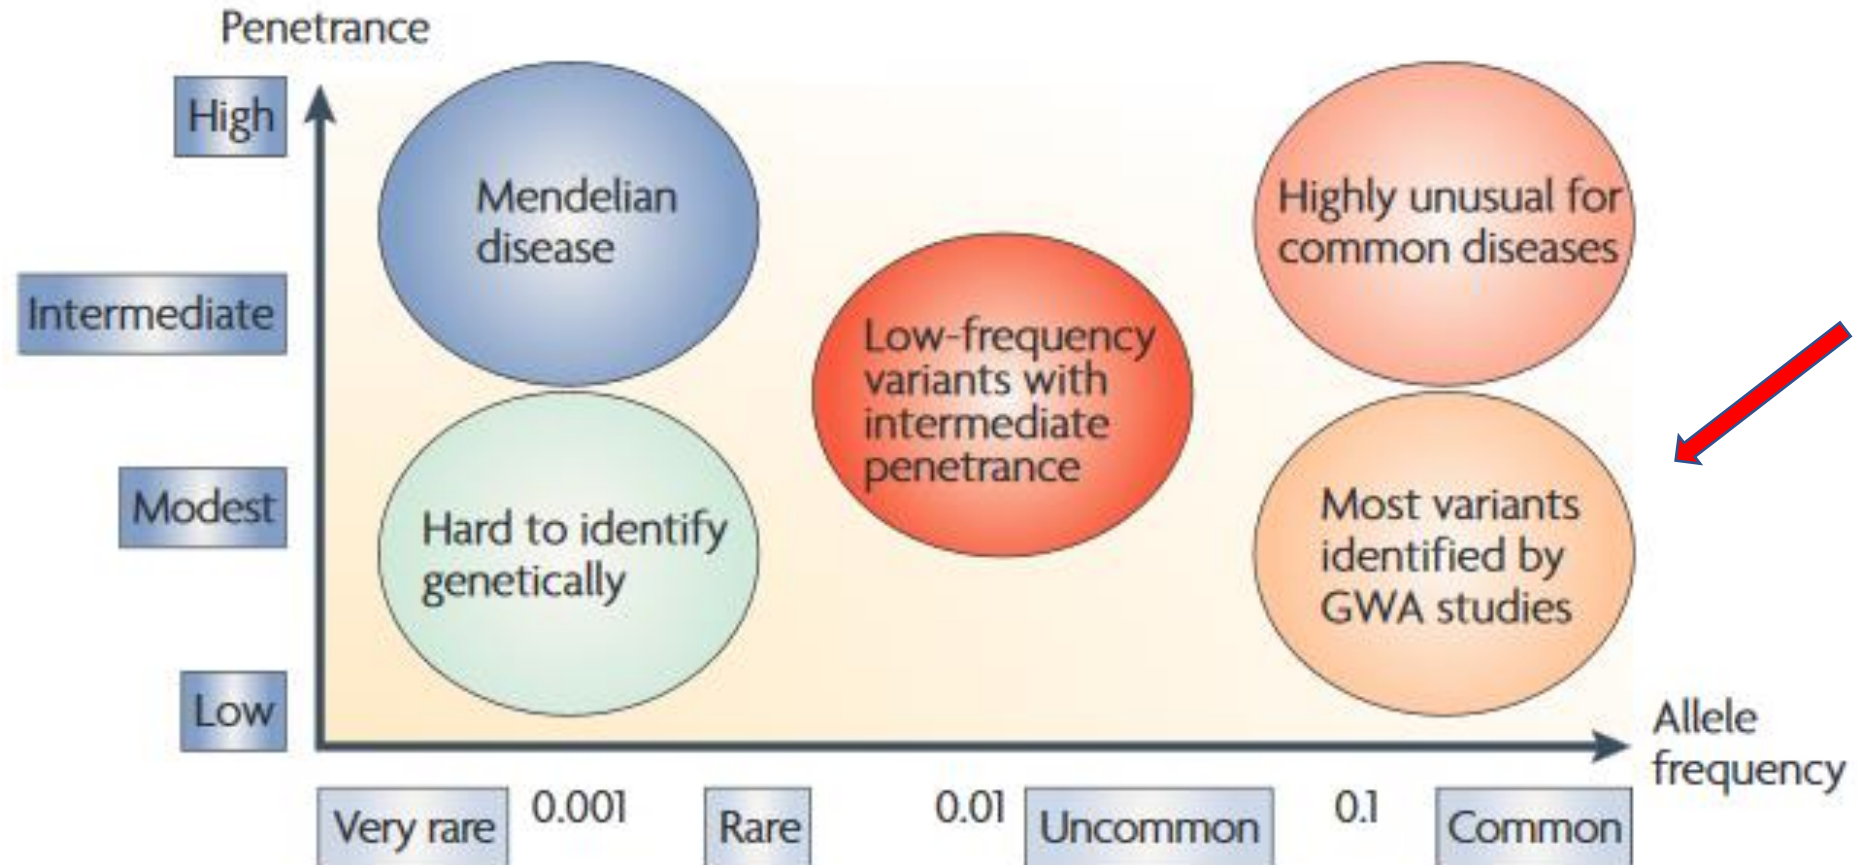 Penetrance
High
Intermediate
Modest
Low
Mendelian
disease
Hard to identify
genetically
Low-frequency
variants with
intermediate
penetrance
Highly unusual for
common diseases
Most variants
identified by
GWA studies
Allele
frequency
Very rare
0.001
Rare
0.01
Uncommon
0.1
Common